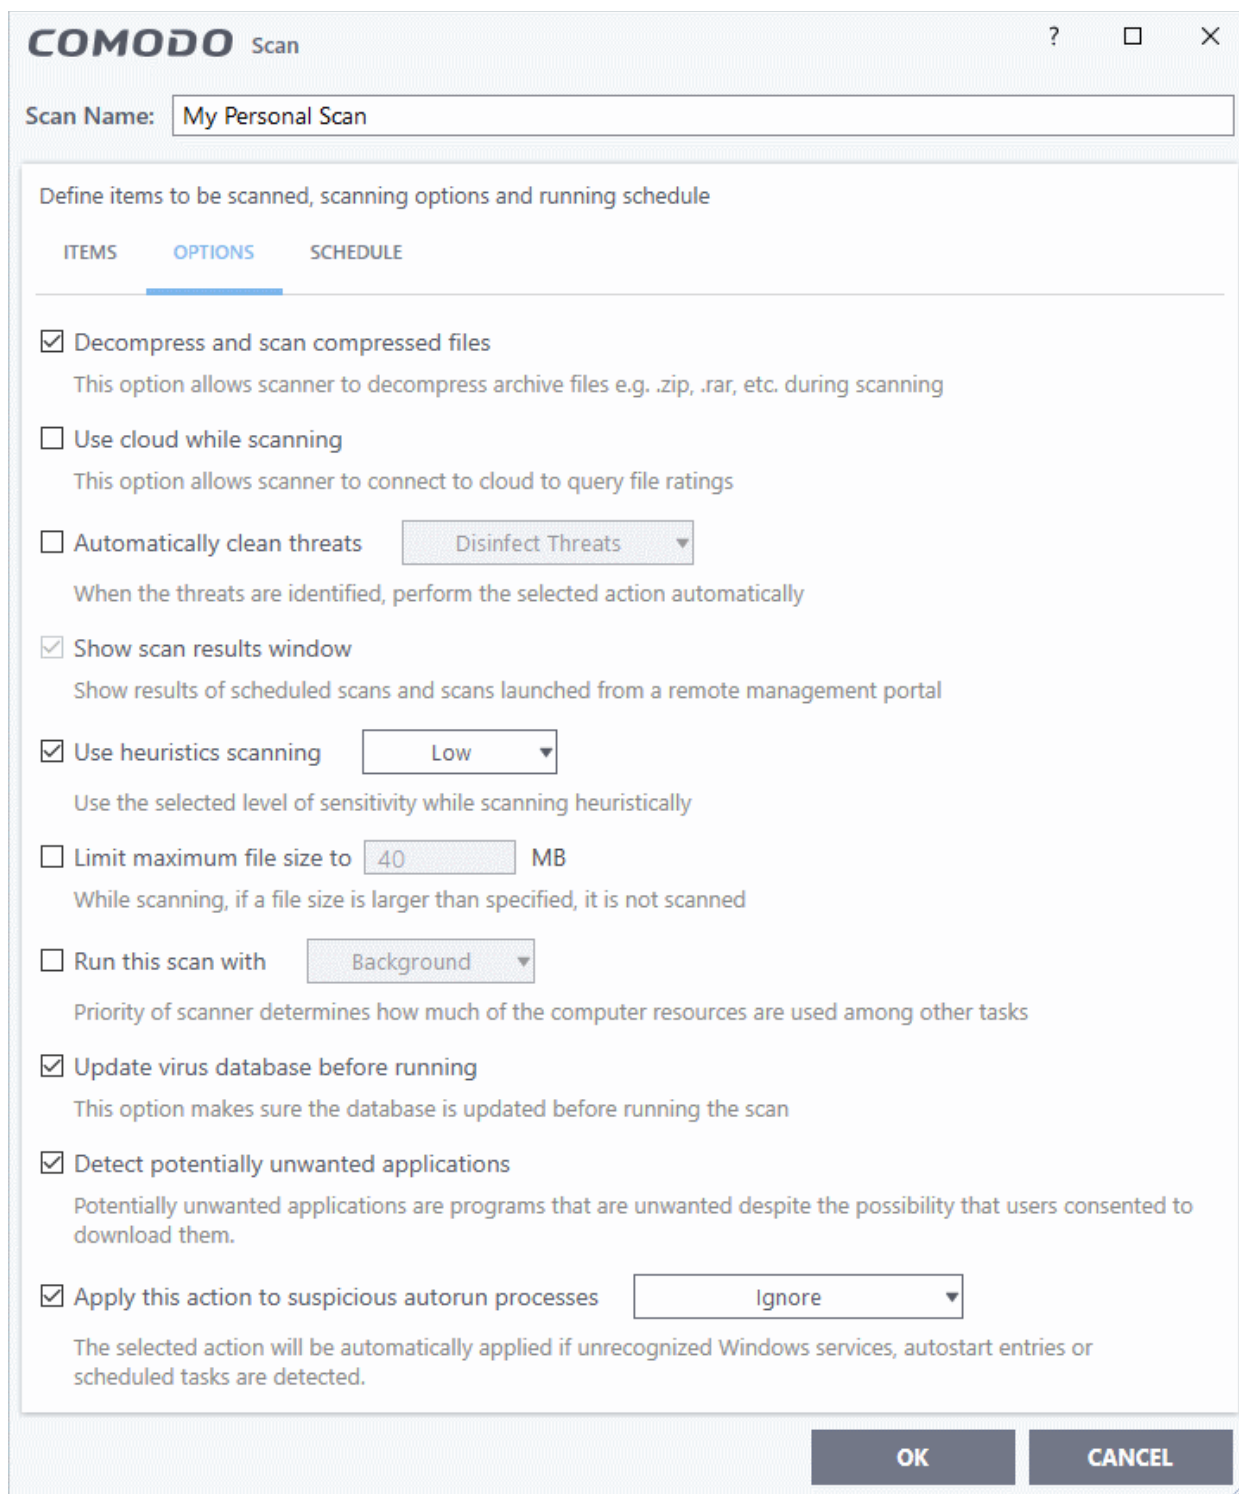 COMODO Scan ?
Scan Name: My Personal Scan
Define items to be scanned, scanning options and running schedule
ITEMS OPTIONS SCHEDULE
Decompress and scan compressed files
This option allows scanner to decompress archive files e.g. .zip, .rar, etc. during scanning
Use cloud while scanning
This option allows scanner to connect to cloud to query file ratings
Automatically clean threats Disinfect Threats
When the threats are identified, perform the selected action automatically
Show scan results window
Show results of scheduled scans and scans launched from a remote management portal
Use heuristics scanning Low
Use the selected level of sensitivity while scanning heuristically
Limit maximum file size to 40 MB
While scanning, if a file size is larger than specified, it is not scanned
Run this scan with Background
Priority of scanner determines how much of the computer resources are used among other tasks
Update virus database before running
This option makes sure the database is updated before running the scan
Detect potentially unwanted applications
Potentially unwanted applications are programs that are unwanted despite the possibility that users consented to
download them.
Apply this action to suspicious autorun processes Ignore
The selected action will be automatically applied if unrecognized Windows services, autostart entries or
scheduled tasks are detected.
OK CANCEL